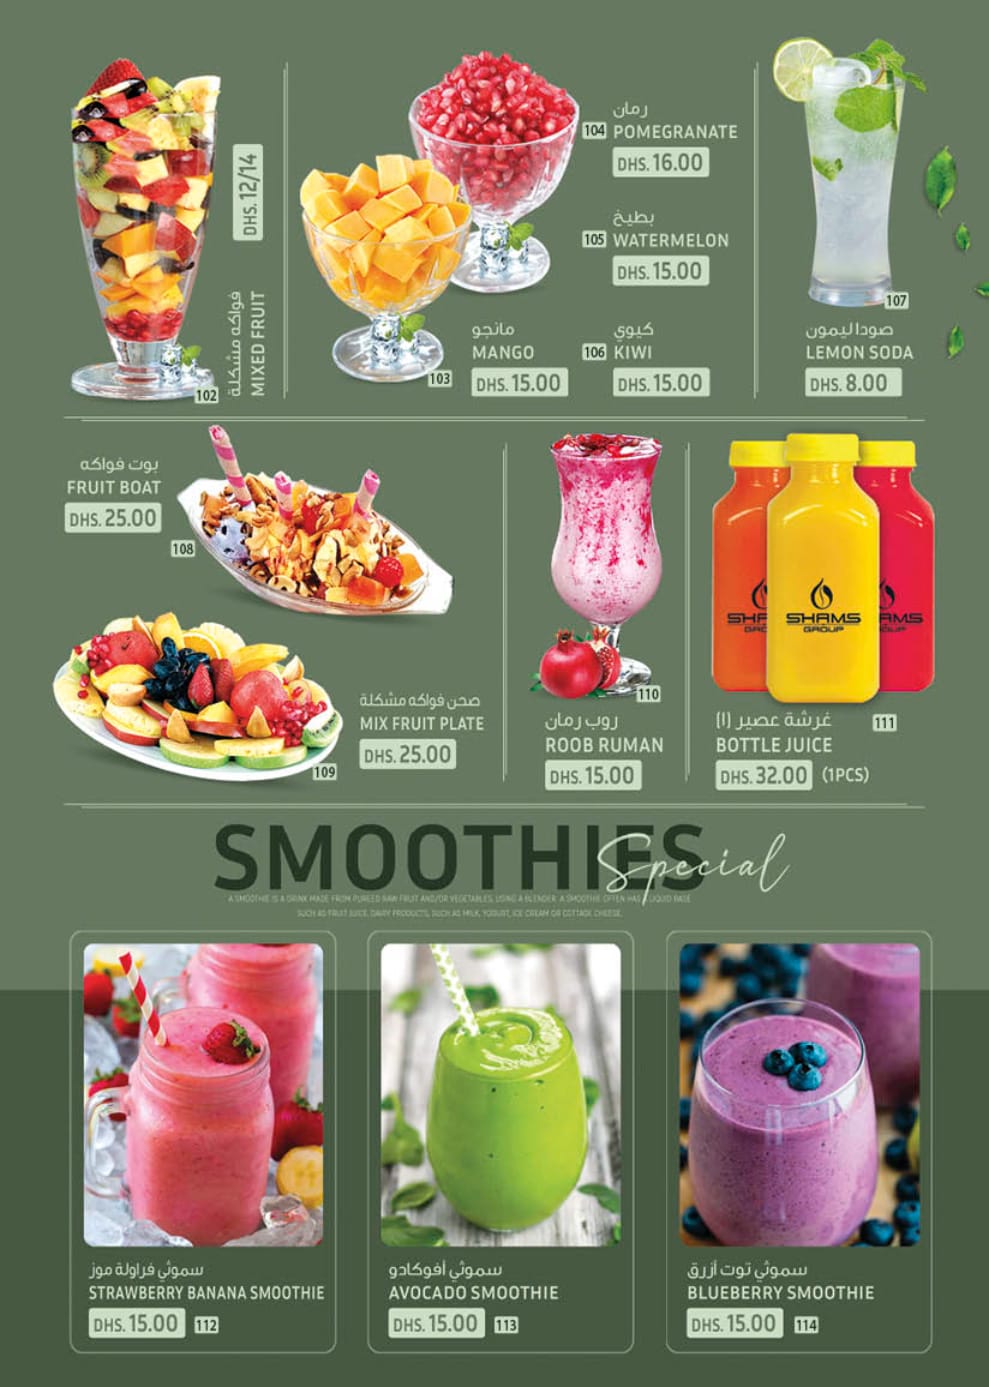 DHS. 12/14
فواكه مشكلة
MIXED FRUIT
102
رمان
104 POMEGRANATE
DHS. 16.00
بطيخ
105 WATERMELON
DHS. 15.00
مانجو
MANGO
DHS. 15.00
103
كيوي
106 KIWI
DHS. 15.00
107
صودا ليمون
LEMON SODA
DHS. 8.00
بوت فواكه
FRUIT BOAT
DHS. 25.00
108
صحن فواكه مشكلة
MIX FRUIT PLATE
DHS. 25.00
109
110
روب رمان
ROOB RUMAN
DHS. 15.00
SHAMS
GROUP
غرشة عصير (ا)
111
BOTTLE JUICE
DHS. 32.00 (1PCS)
SMOOTHIES
Special
A SMOOTHIE IS A DRINK MADE FROM PUREED RAW FRUIT AND/OR VEGETABLES, USING A BLENDER. A SMOOTHIE OFTEN HAS A LIQUID BASE
SUCH AS FRUIT JUICE, DAIRY PRODUCTS, SUCH AS MILK, YOGURT, ICE CREAM OR COTTAGE CHEESE.
سموثي فراولة موز
STRAWBERRY BANANA SMOOTHIE
DHS. 15.00 112
سموثي أفوكادو
AVOCADO SMOOTHIE
DHS. 15.00 113
سموثي توت أزرق
BLUEBERRY SMOOTHIE
DHS. 15.00 114